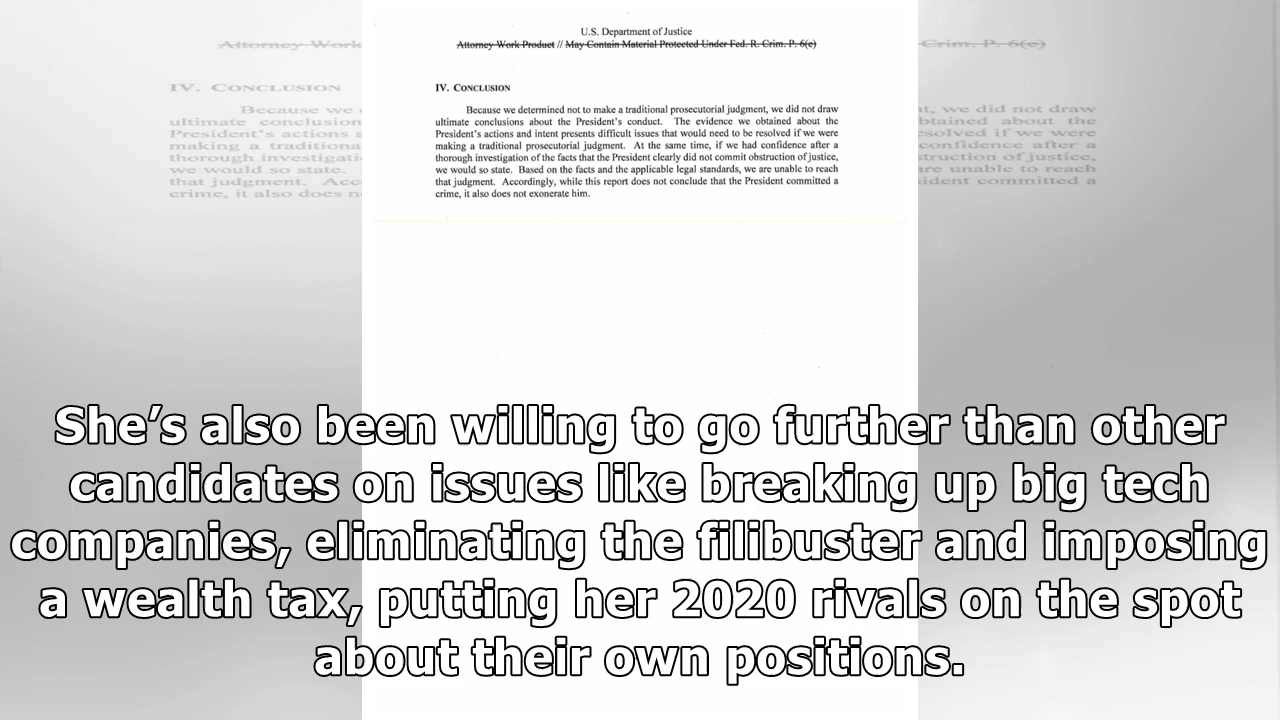 U.S. Department of Justice
Attorney Work Product // May Contain Material Protected Under Fed. R. Crim. P. 6(e)
IV. CONCLUSION
Because we determined not to make a traditional prosecutorial judgment, we did not draw
ultimate conclusions about the President's conduct. The evidence we obtained about the
President's actions and intent presents difficult issues that would need to be resolved if we were
making a traditional prosecutorial judgment. At the same time, if we had confidence after a
thorough investigation of the facts that the President clearly did not commit obstruction of justice,
we would so state. Based on the facts and the applicable legal standards, we are unable to reach
that judgment. Accordingly, while this report does not conclude that the President committed a
crime, it also does not exonerate him.
She’s also been willing to go further than other
candidates on issues like breaking up big tech
companies, eliminating the filibuster and imposing
a wealth tax, putting her 2020 rivals on the spot
about their own positions.